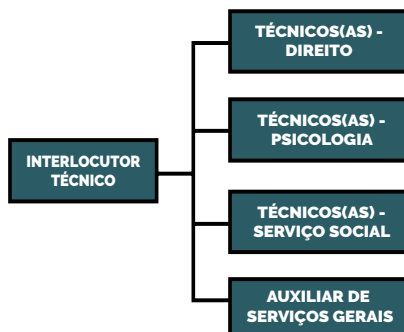 TÉCNICOS(AS) -
DIREITO
TÉCNICOS(AS) -
PSICOLOGIA
INTERLOCUTOR
TÉCNICO
TÉCNICOS(AS) -
SERVIÇO SOCIAL
AUXILIAR DE
SERVIÇOS GERAIS